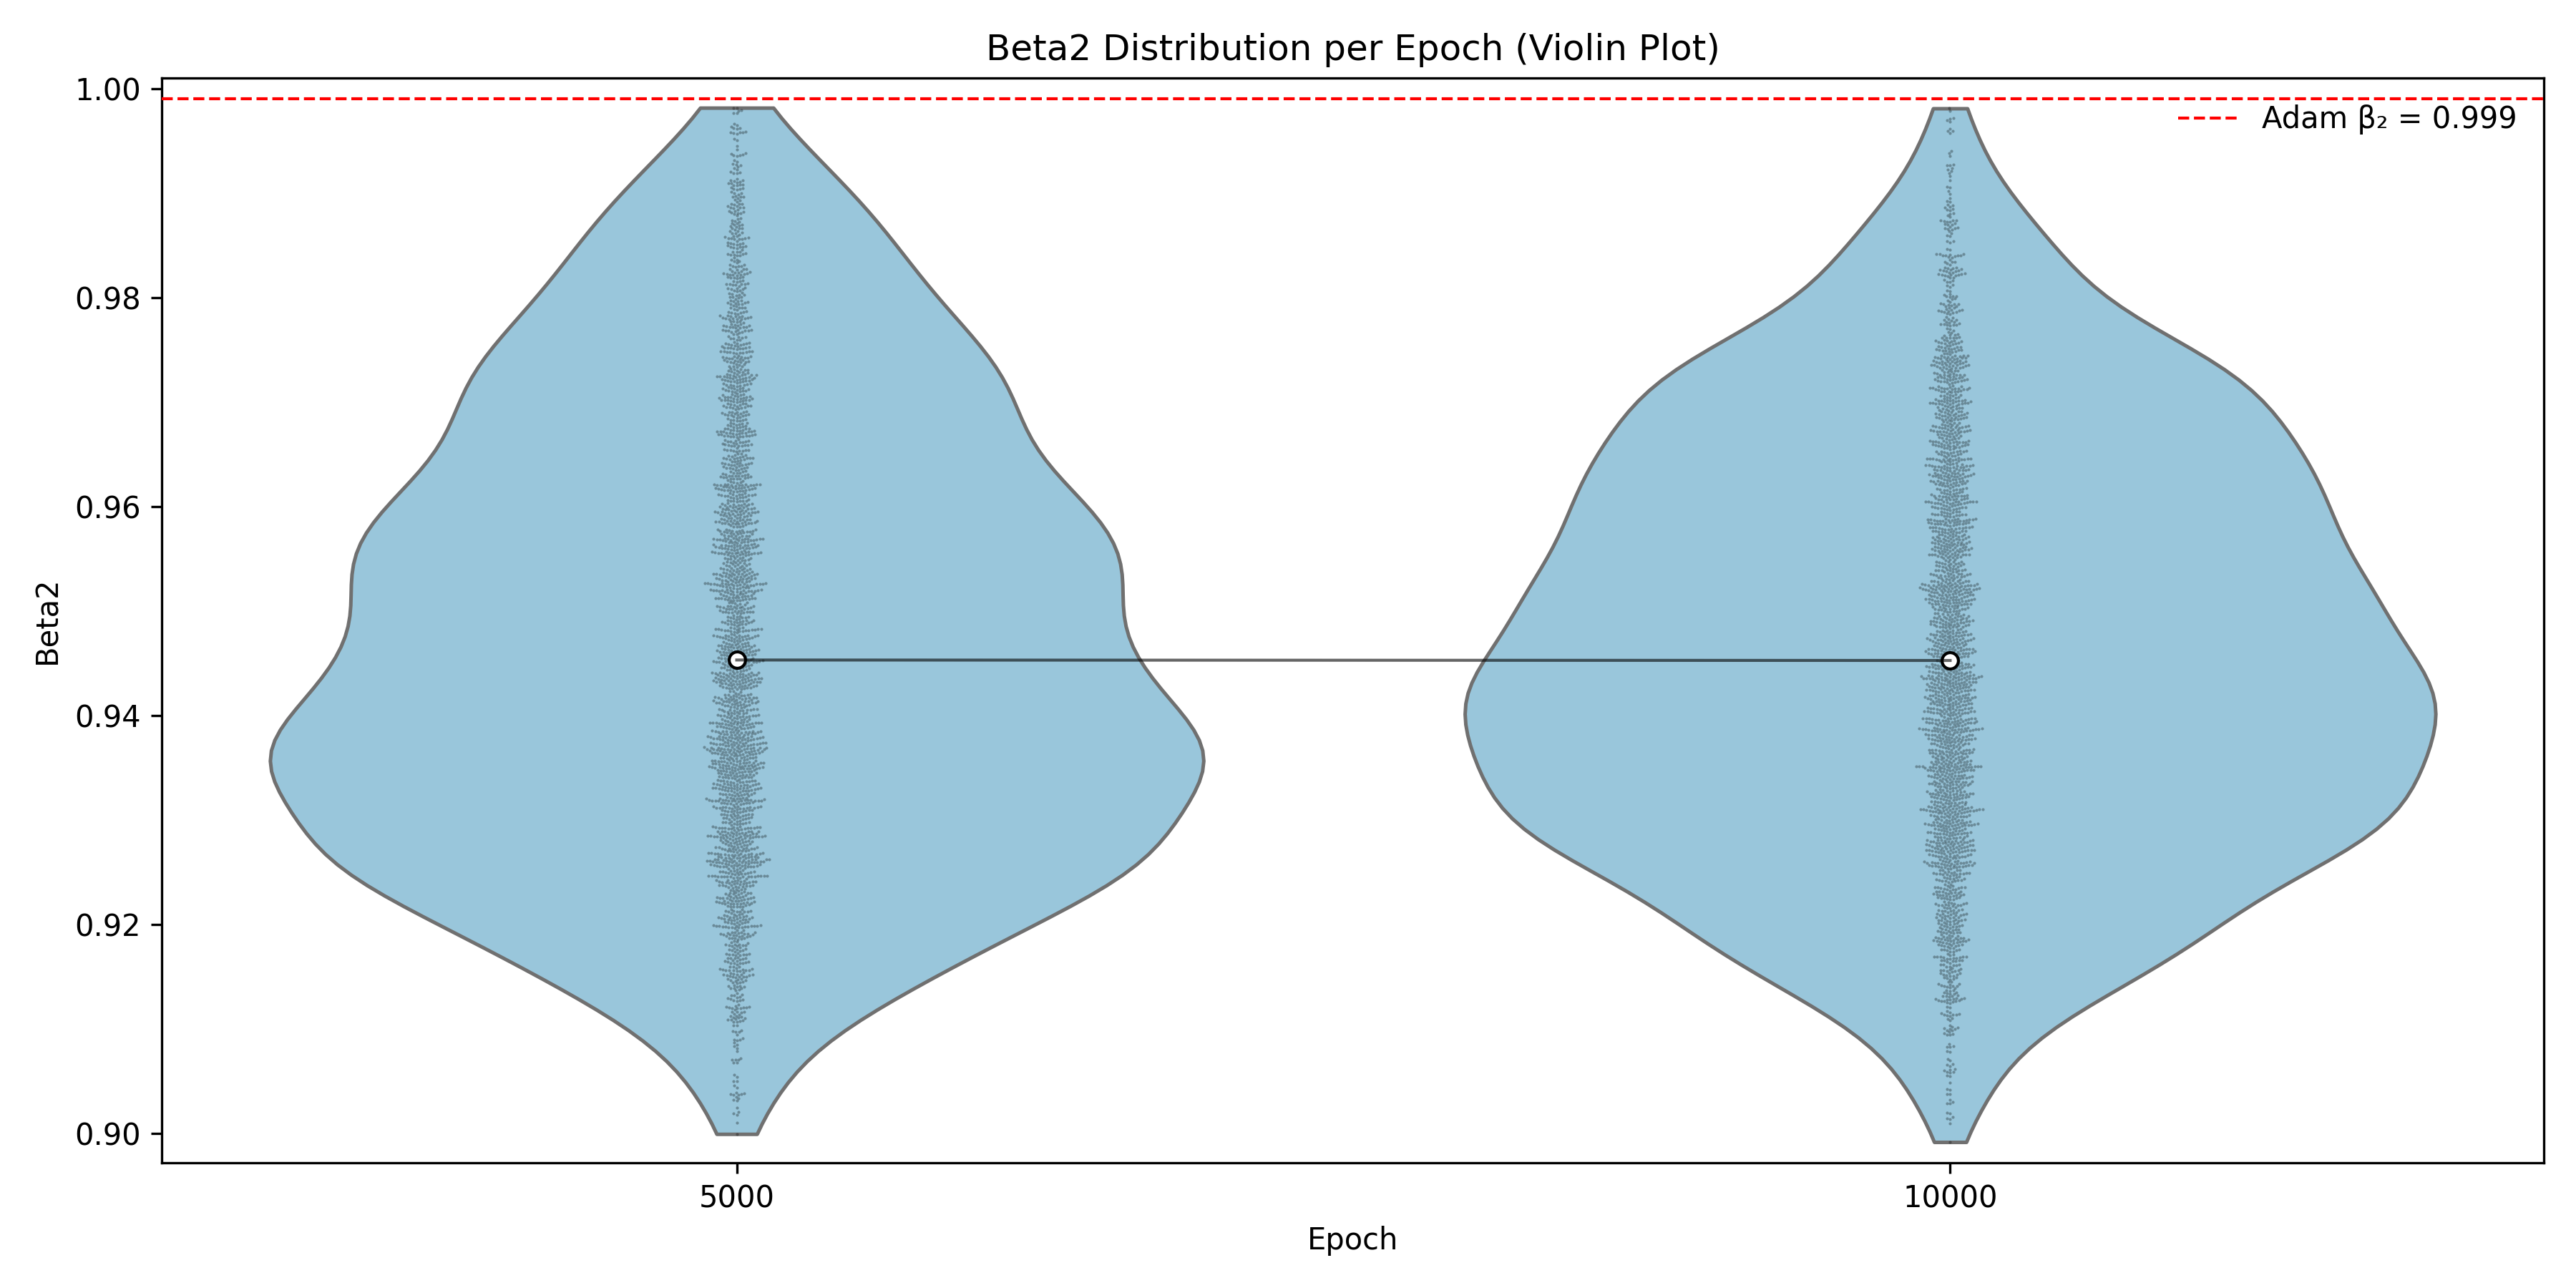 Beta2 Distribution per Epoch (Violin Plot)
1.00
0.98
0.96
0.94
0.92
0.90
Beta2
Adam β₂ = 0.999
5000
10000
Epoch